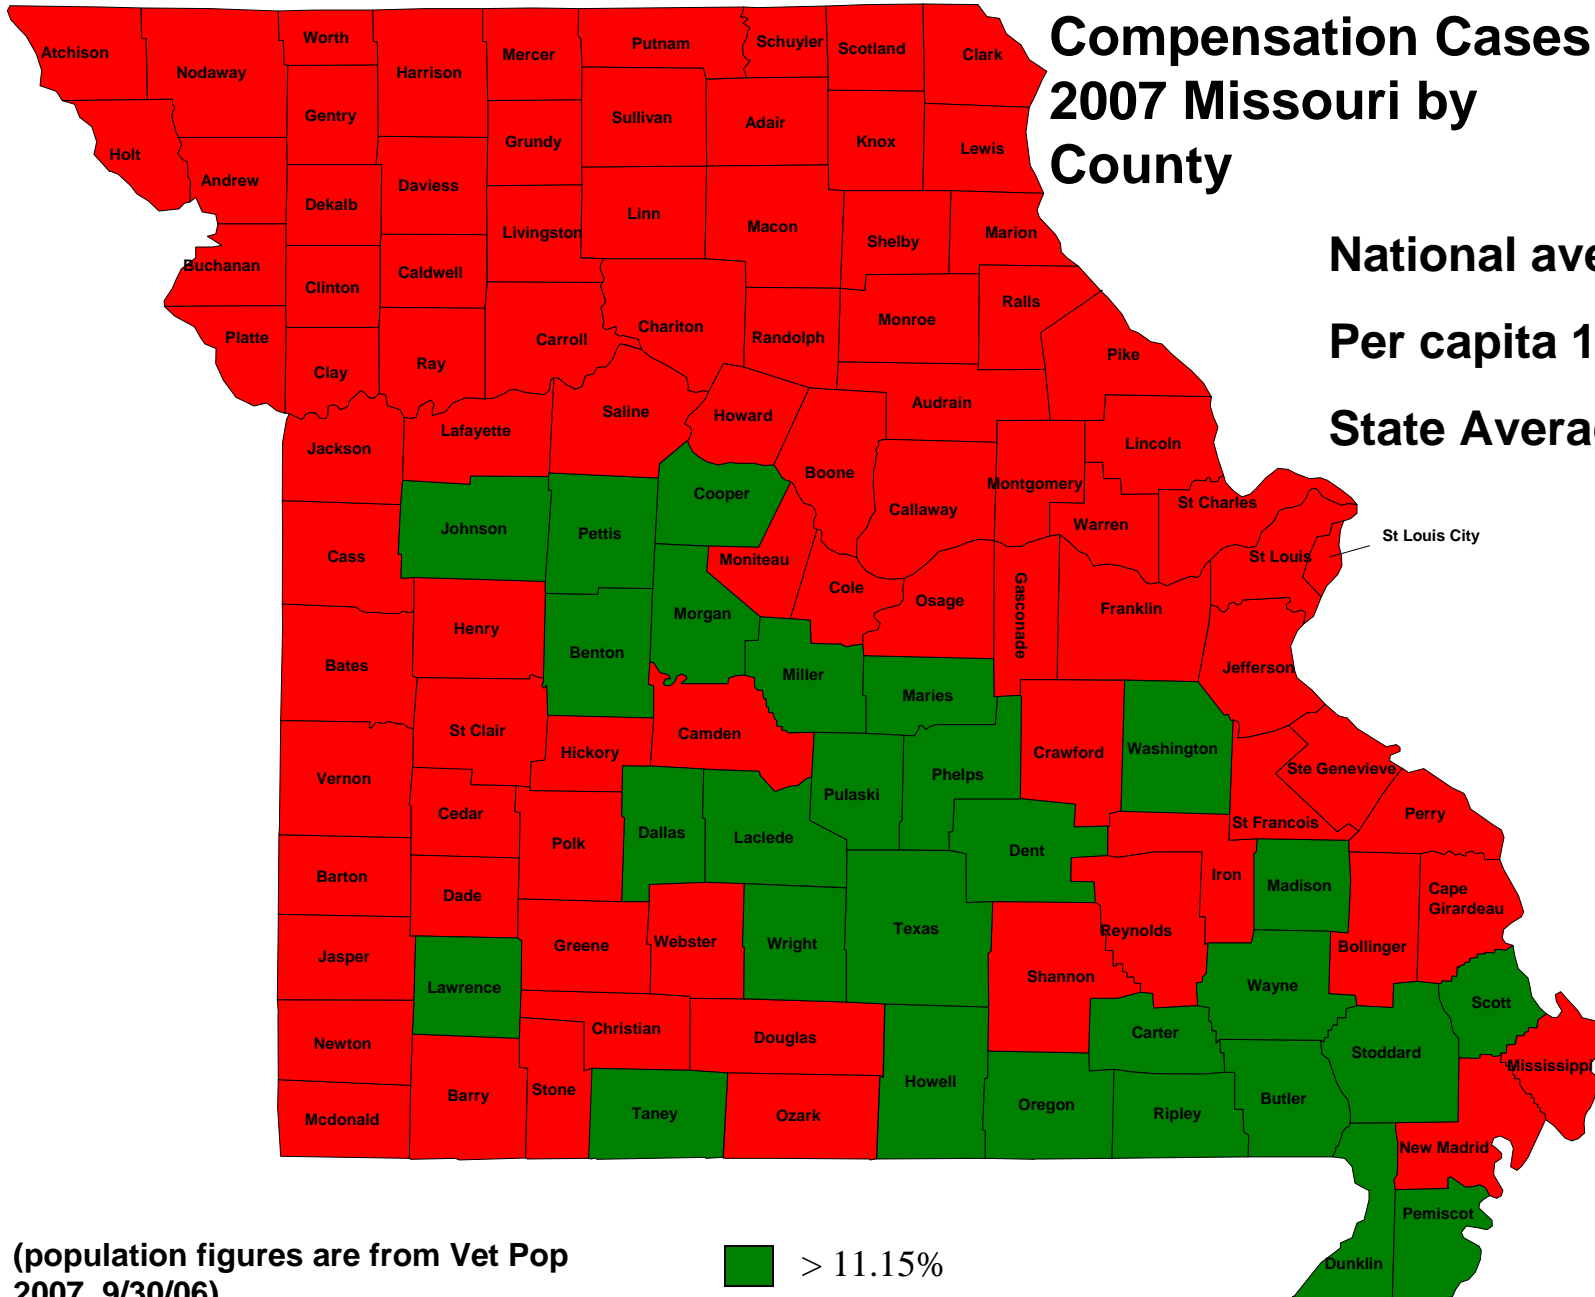 Compensation Cases
2007 Missouri by
County
National ave
Per capita 1
State Avera
Atchison
Nodaway
Worth
Harrison
Mercer
Putnam
Schuyler
Scotland
Clark
Gentry
Sullivan
Adair
Knox
Lewis
Grundy
Holt
Andrew
Dekalb
Daviess
Livingston
Linn
Macon
Shelby
Marion
Buchanan
Clinton
Caldwell
Chariton
Randolph
Monroe
Ralls
Platte
Clay
Ray
Carroll
Pike
Jackson
Lafayette
Saline
Howard
Audrain
Lincoln
Boone
Callaway
Montgomery
Warren
St Charles
St Louis
St Louis City
Johnson
Pettis
Cooper
Cass
Moniteau
Cole
Osage
Gasconade
Franklin
Henry
Morgan
Benton
Bates
Miller
Maries
Jefferson
St Clair
Hickory
Camden
Crawford
Washington
Vernon
Phelps
Pulaski
Ste Genevieve
Cedar
Polk
Dallas
Laclede
Dent
St Francois
Perry
Barton
Dade
Iron
Madison
Cape
Girardeau
Jasper
Greene
Webster
Wright
Texas
Reynolds
Bollinger
Lawrence
Shannon
Wayne
Scott
Newton
Christian
Douglas
Carter
Stoddard
Mississippi
Mcdonald
Barry
Stone
Taney
Ozark
Howell
Oregon
Ripley
Butler
New Madrid
Pemiscot
Dunklin
(population figures are from Vet Pop
2007 9/30/06)
> 11.15%